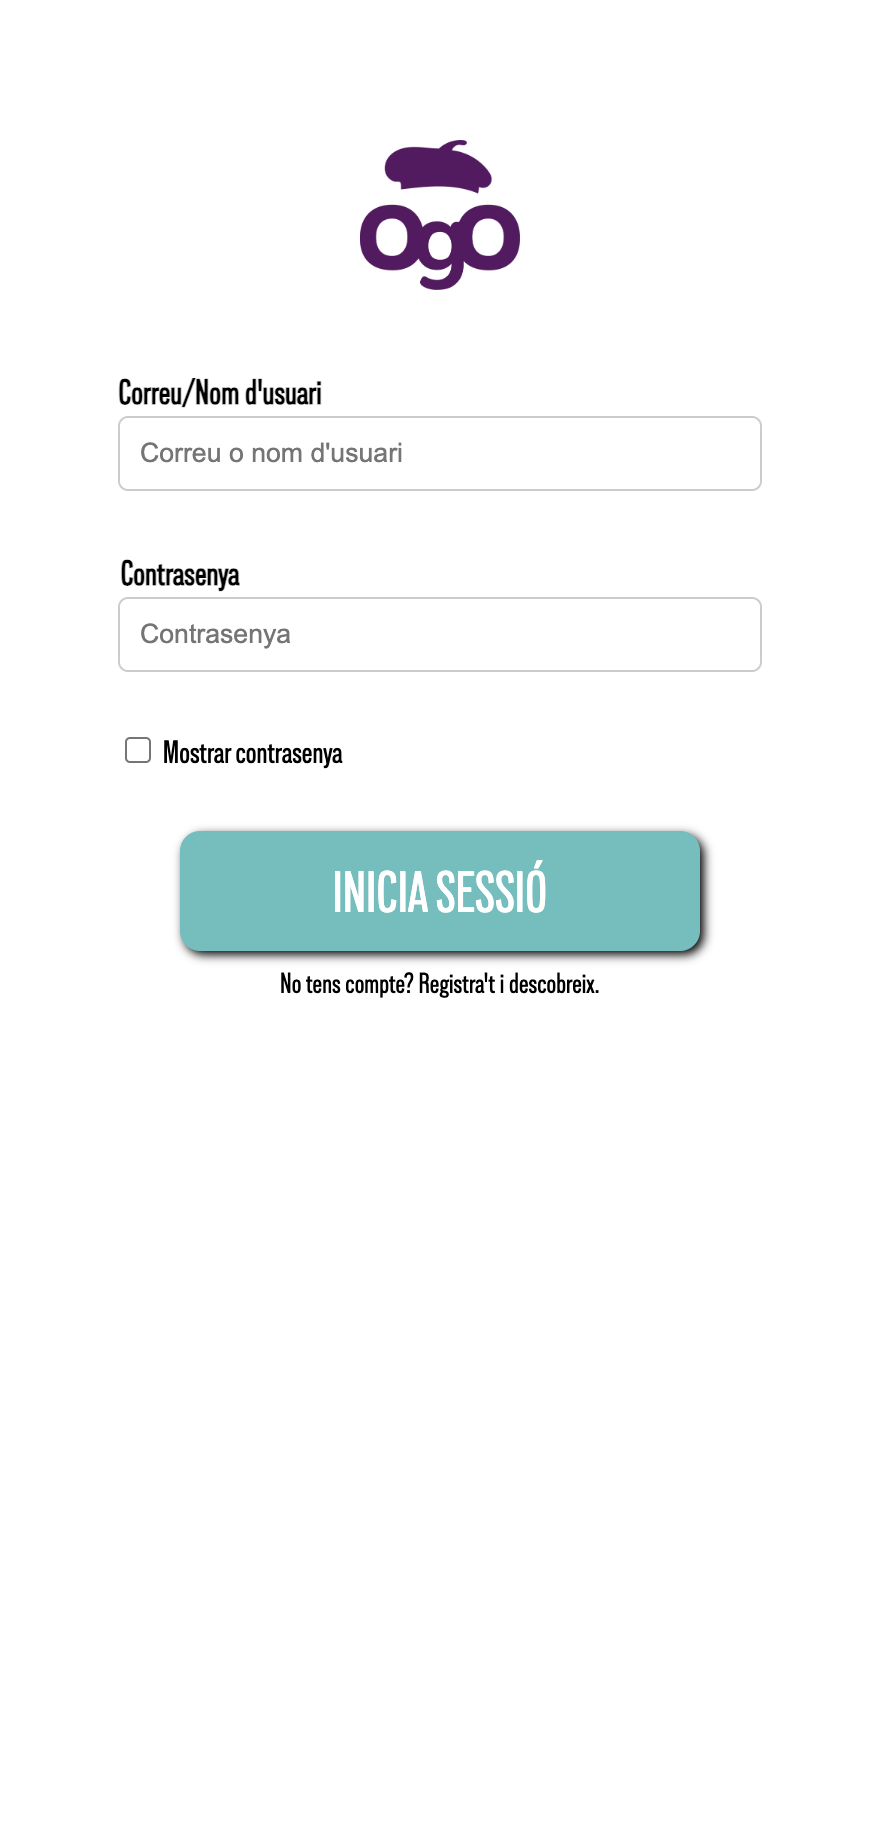 OgO
Correu/Nom d'usuari
Correu o nom d'usuari
Contrasenya
Contrasenya
Mostrar contrasenya
INICIA SESSIÓ
No tens compte? Registra't i descobreix.